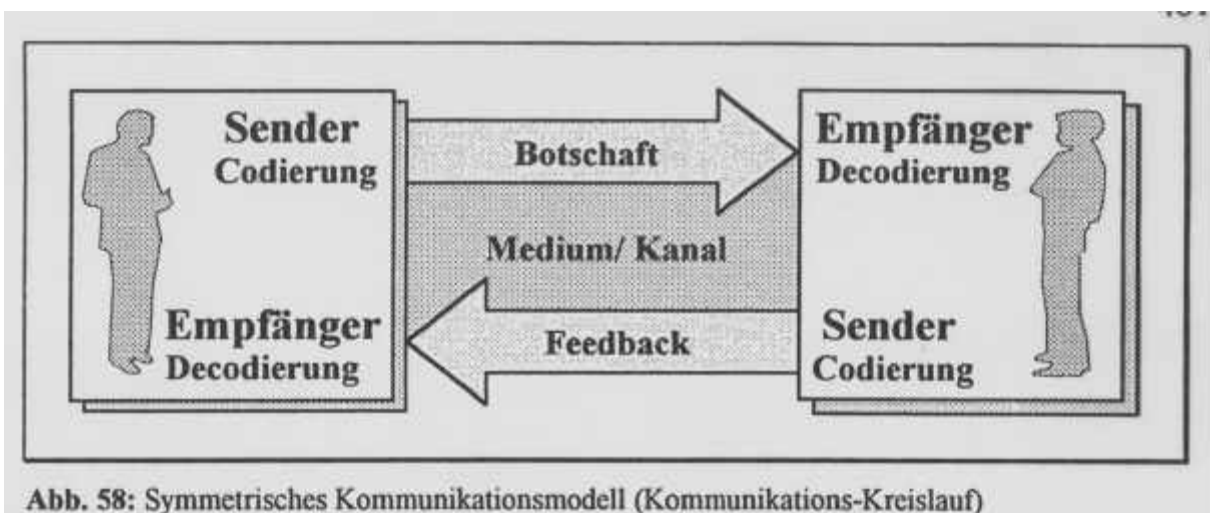 Sender
Codierung
Botschaft
Empfänger
Decodierung
Medium/ Kanal
Empfänger
Decodierung
Feedback
Sender
Codierung
Abb. 58: Symmetrisches Kommunikationsmodell (Kommunikations-Kreislauf)